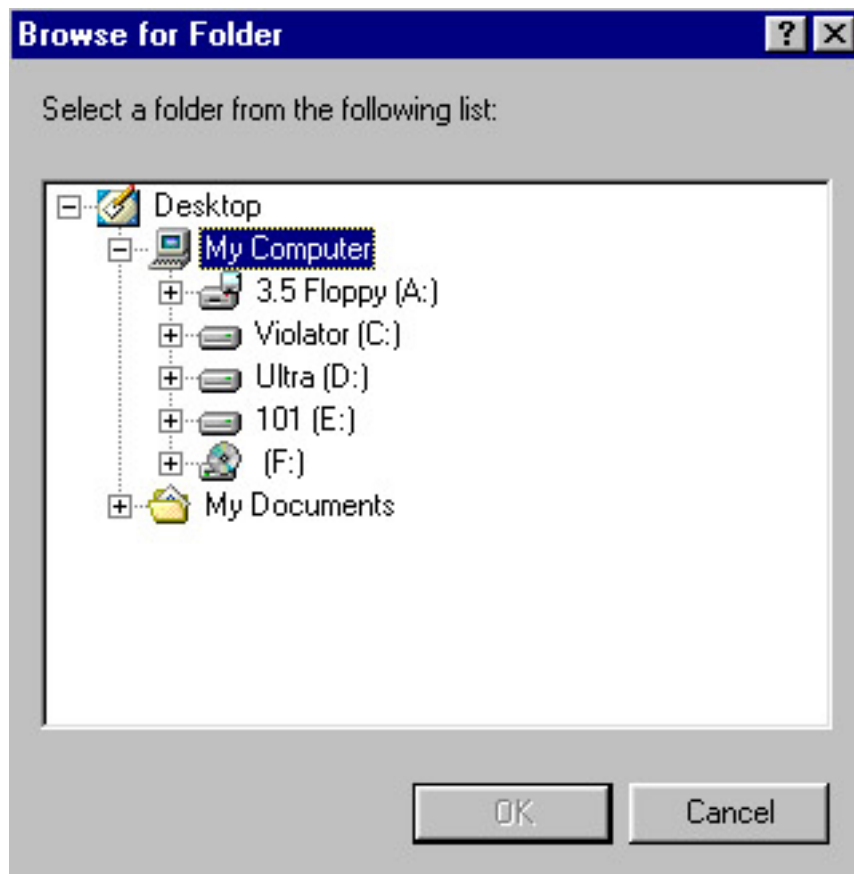 Browse for Folder
Select a folder from the following list:
Desktop
My Computer
3.5 Floppy (A:)
Violator (C:)
Ultra (D:)
101 (E:)
(F:)
My Documents
OK Cancel